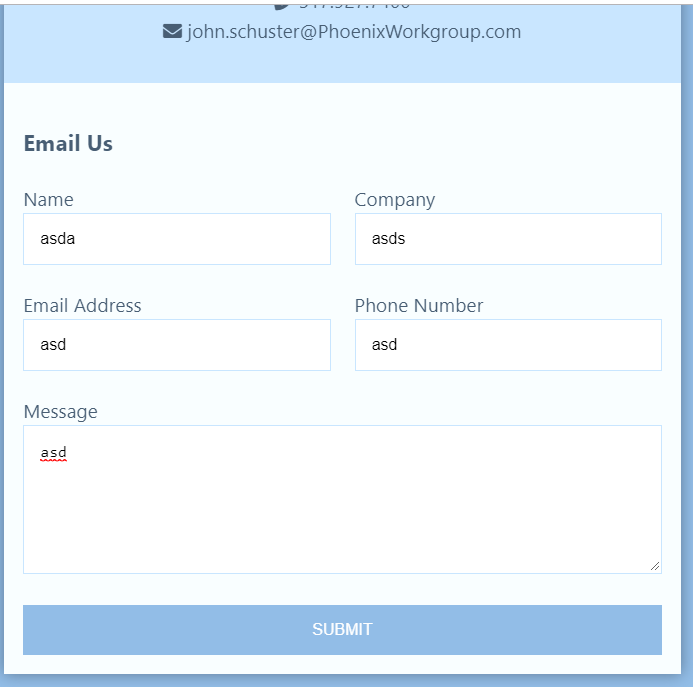 john.schuster@PhoenixWorkgroup.com
Email Us
Name
Company
asda
asds
Email Address
Phone Number
asd
asd
Message
asd
SUBMIT